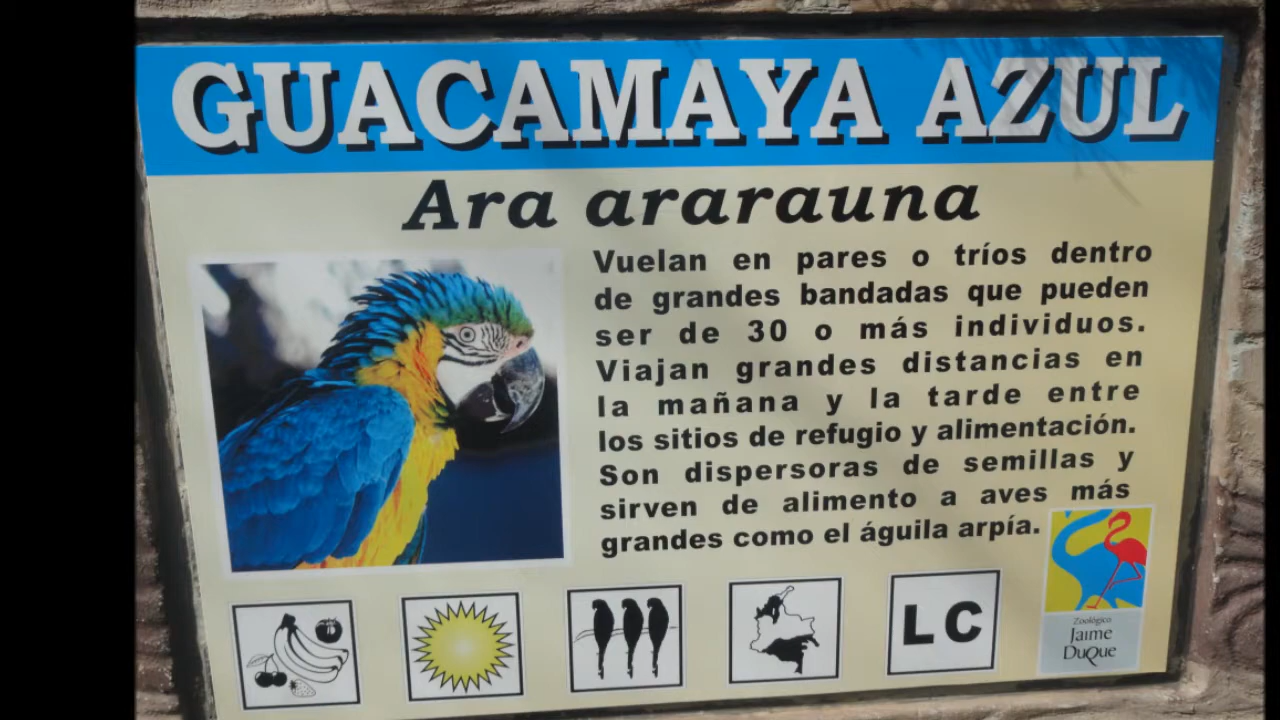 GUACAMAYA AZUL
Ara ararauna
Vuelan en pares o tríos dentro
de grandes bandadas que pueden
ser de 30 o más individuos.
Viajan grandes distancias en
la mañana y la tarde entre
los sitios de refugio y alimentación.
Son dispersoras de semillas y
sirven de alimento a aves más
grandes como el águila arpía.
LC
Zoológico
Jaime
DuQue